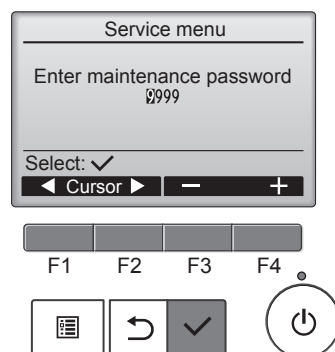 Service menu
Enter maintenance password
9999
Select: ✓
◀ Cursor ▶ − +
F1 F2 F3 F4